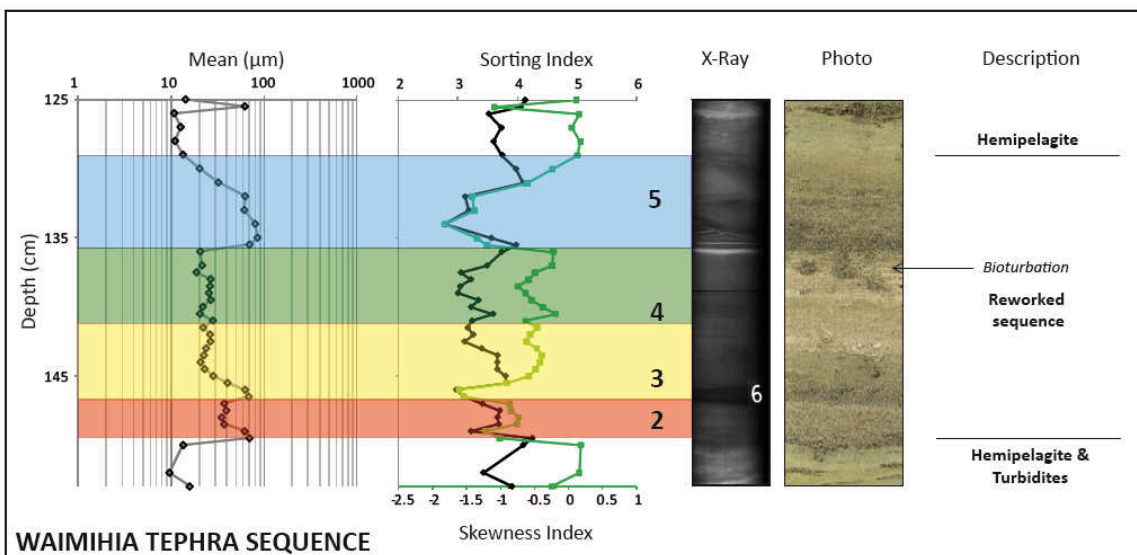 Mean (µm) Sorting Index X-Ray Photo Description
1 10 100 1000 2 3 4 5 6
125
Hemipelagite
5
135
Depth (cm)
Bioturbation
Reworked
sequence
4
145
3
6
2
Hemipelagite &
Turbidites
-2.5 -2 -1.5 -1 -0.5 0 0.5 1
Skewness Index
WAIMIHIA TEPHRA SEQUENCE